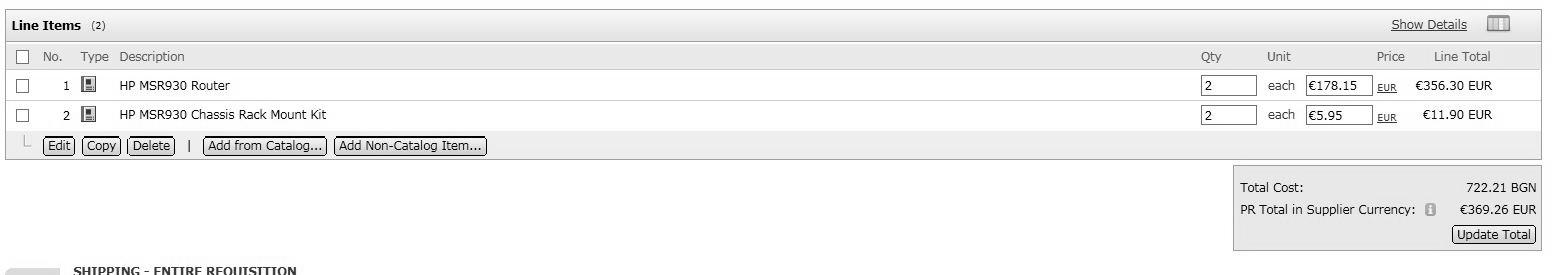 Line Items (2) Show Details
No. Type Description Qty Unit Price Line Total
1 HP MSR930 Router 2 each €178.15 EUR €356.30 EUR
2 HP MSR930 Chassis Rack Mount Kit 2 each €5.95 EUR €11.90 EUR
Edit Copy Delete | Add from Catalog... Add Non-Catalog Item...
Total Cost: 722.21 BGN
PR Total in Supplier Currency: i €369.26 EUR
Update Total
SHIPPING - ENTIRE REQUISITION